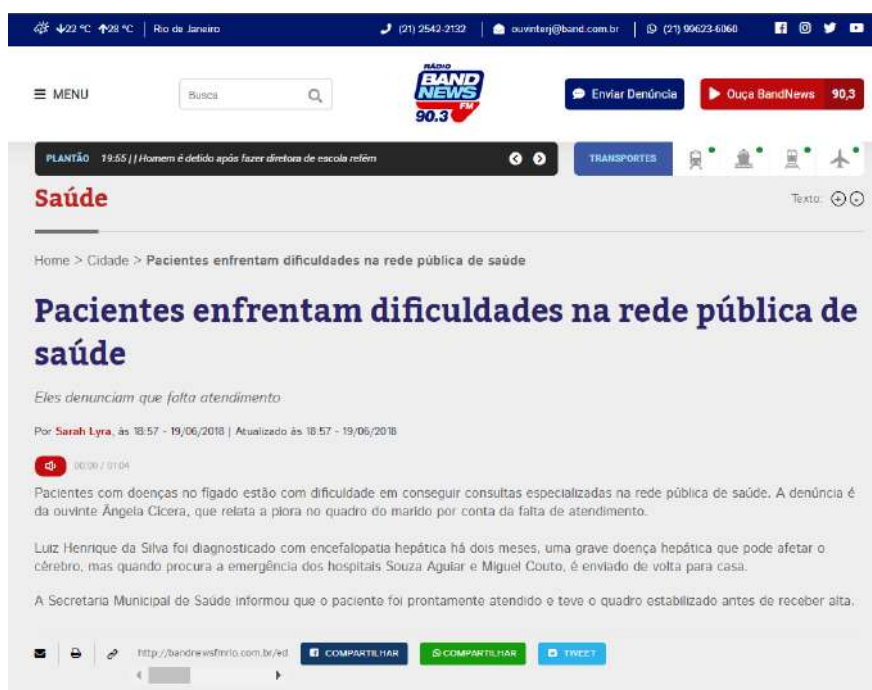 22 °C 28 °C Rio de Janeiro (21) 2542-2132 ouvinterj@band.com.br (21) 99623-6060
MENU Busca RÁDIO BAND NEWS FM 90.3 Enviar Denúncia Ouça BandNews 90,3
PLANTÃO 19:55 || Homem é detido após fazer diretora de escola refém TRANSPORTES
Saúde Texto: + -
Home > Cidade > Pacientes enfrentam dificuldades na rede pública de saúde
Pacientes enfrentam dificuldades na rede pública de
saúde
Eles denunciam que falta atendimento
Por Sarah Lyra, às 18:57 - 19/06/2018 | Atualizado às 18:57 - 19/06/2018
00:00 / 01:04
Pacientes com doenças no fígado estão com dificuldade em conseguir consultas especializadas na rede pública de saúde. A denúncia é
da ouvinte Ângela Cícera, que relata a piora no quadro do marido por conta da falta de atendimento.
Luiz Henrique da Silva foi diagnosticado com encefalopatia hepática há dois meses, uma grave doença hepática que pode afetar o
cérebro, mas quando procura a emergência dos hospitais Souza Aguiar e Miguel Couto, é enviado de volta para casa.
A Secretaria Municipal de Saúde informou que o paciente foi prontamente atendido e teve o quadro estabilizado antes de receber alta.
http://bandnewsfmrio.com.br/ed COMPARTILHAR COMPARTILHAR TWEET